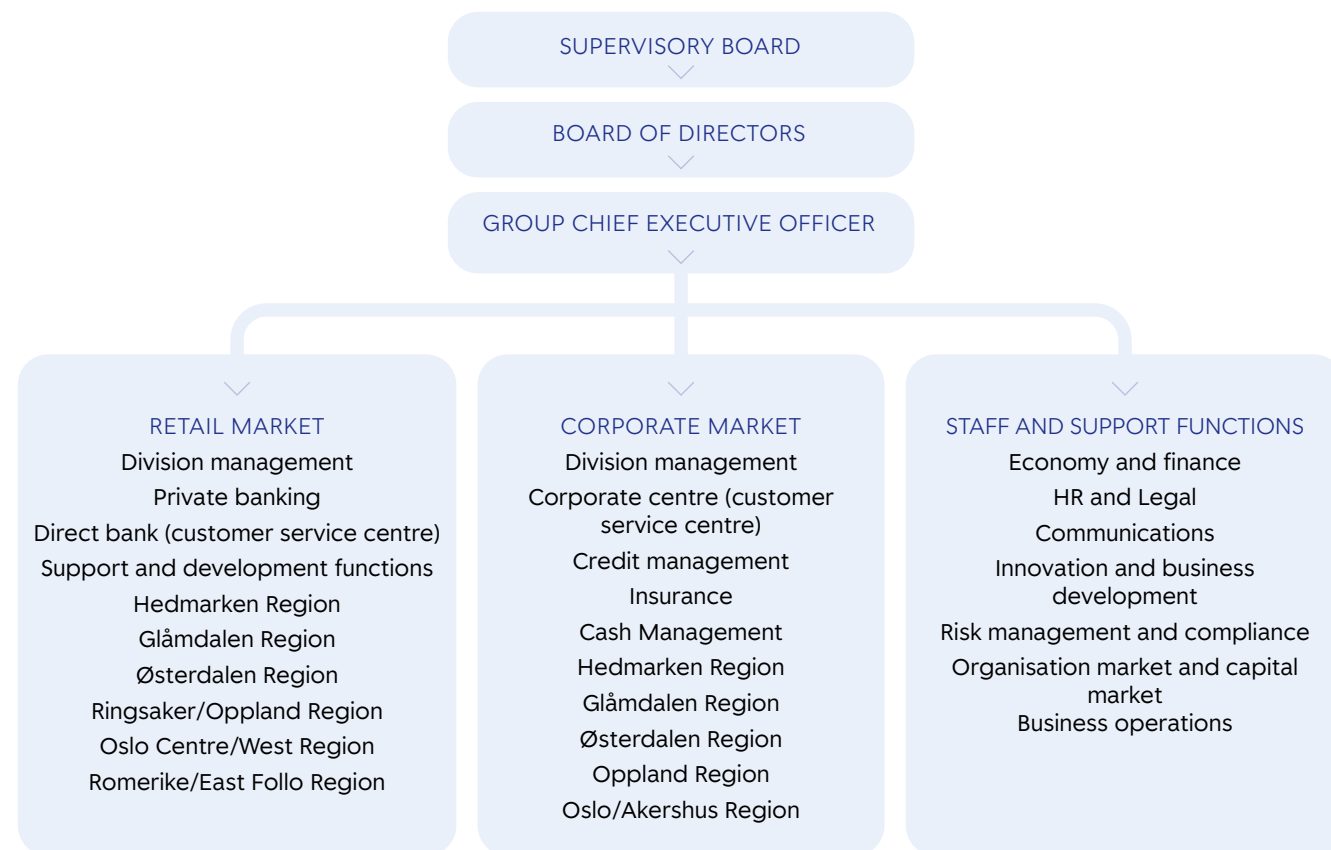 SUPERVISORY BOARD
BOARD OF DIRECTORS
GROUP CHIEF EXECUTIVE OFFICER
RETAIL MARKET
Division management
Private banking
Direct bank (customer service centre)
Support and development functions
Hedmarken Region
Glåmdalen Region
Østerdalen Region
Ringsaker/Oppland Region
Oslo Centre/West Region
Romerike/East Follo Region
CORPORATE MARKET
Division management
Corporate centre (customer
service centre)
Credit management
Insurance
Cash Management
Hedmarken Region
Glåmdalen Region
Østerdalen Region
Oppland Region
Oslo/Akershus Region
STAFF AND SUPPORT FUNCTIONS
Economy and finance
HR and Legal
Communications
Innovation and business
development
Risk management and compliance
Organisation market and capital
market
Business operations